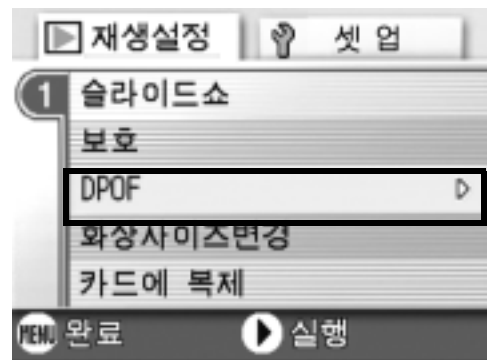 재생설정 셋 업
1 슬라이드쇼
보호
DPOF
화상사이즈변경
카드에 복제
MENU 완료 실행